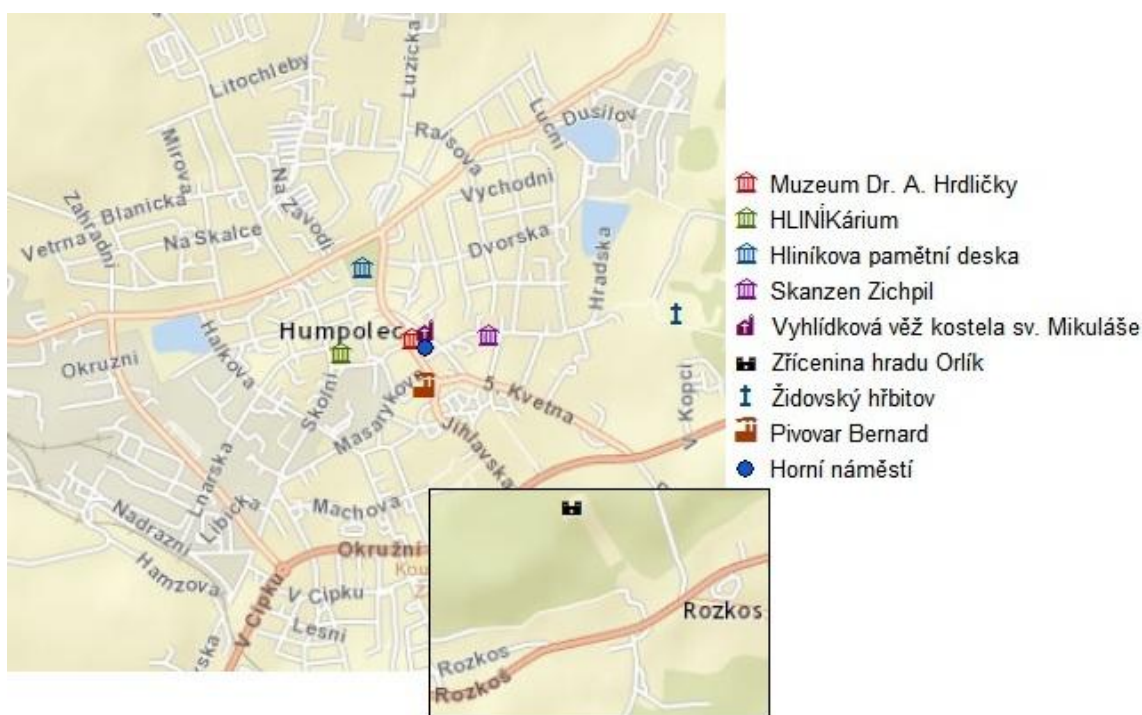 Litochleby
Luzicka
Mirova
Raisova
Lucni
Dusilov
Na Zavodi
Vychodni
Zahradni
Blanicka
Vetrna
Na Skalce
Dvorska
Hradska
Humpolec
Okruzni
Halkova
Skolni
Masarykova
5. Kvetna
V Kopci
Jihlavska
Lnarska
Libicka
Machova
Nadrazni
Hamzova
Okružní
V Cipku
V Cipku
Lesni
Rozkos
Rozkos
Rozkoš
Muzeum Dr. A. Hrdličky
HLINÍKárium
Hliníkova pamětní deska
Skanzen Zichpil
Vyhlídková věž kostela sv. Mikuláše
Zřícenina hradu Orlík
Židovský hřbitov
Pivovar Bernard
Horní náměstí